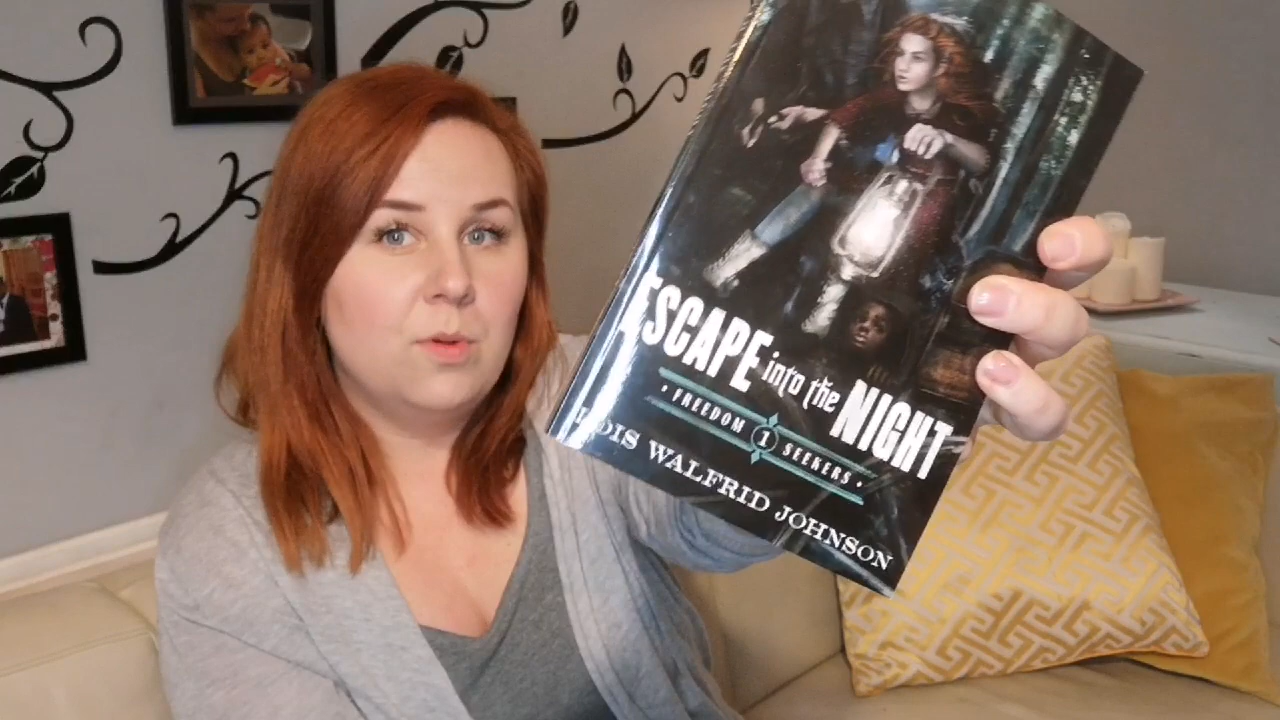 ESCAPE into the NIGHT
• FREEDOM 1 SEEKERS •
LOIS WALFRID JOHNSON